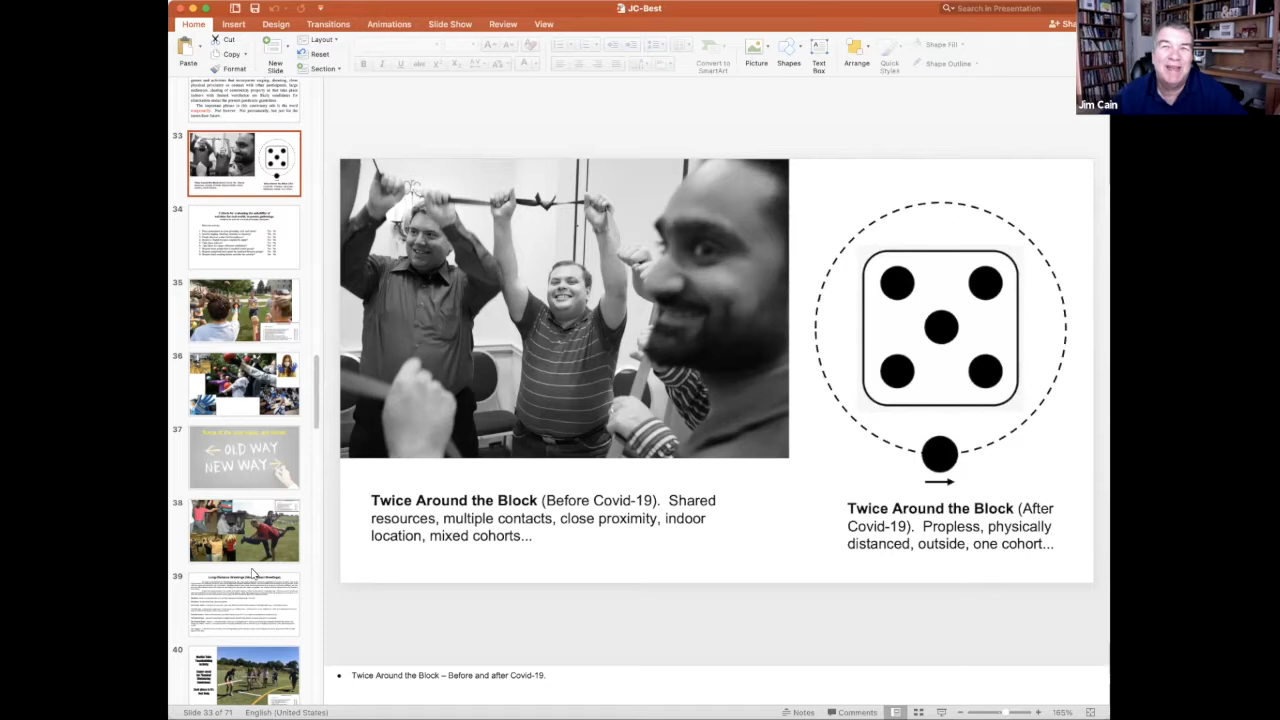 JC-Best
Search in Presentation
Home Insert Design Transitions Animations Slide Show Review View
Sha
Paste
Cut
Copy
Format
New
Slide
Layout
Reset
Section
Convert to
SmartArt
Picture
Shapes
Text
Box
Arrange
Quick
Styles
Shape Fill
Shape Outline
Jim Cain
33
34
35
36
37
OLD WAY
NEW WAY
38
39
40
Twice Around the Block (Before Covid-19). Shared
resources, multiple contacts, close proximity, indoor
location, mixed cohorts...
Twice Around the Block (After
Covid-19). Propless, physically
distanced, outside, one cohort...
Twice Around the Block – Before and after Covid-19.
Slide 33 of 71 English (United States)
Notes Comments 165%